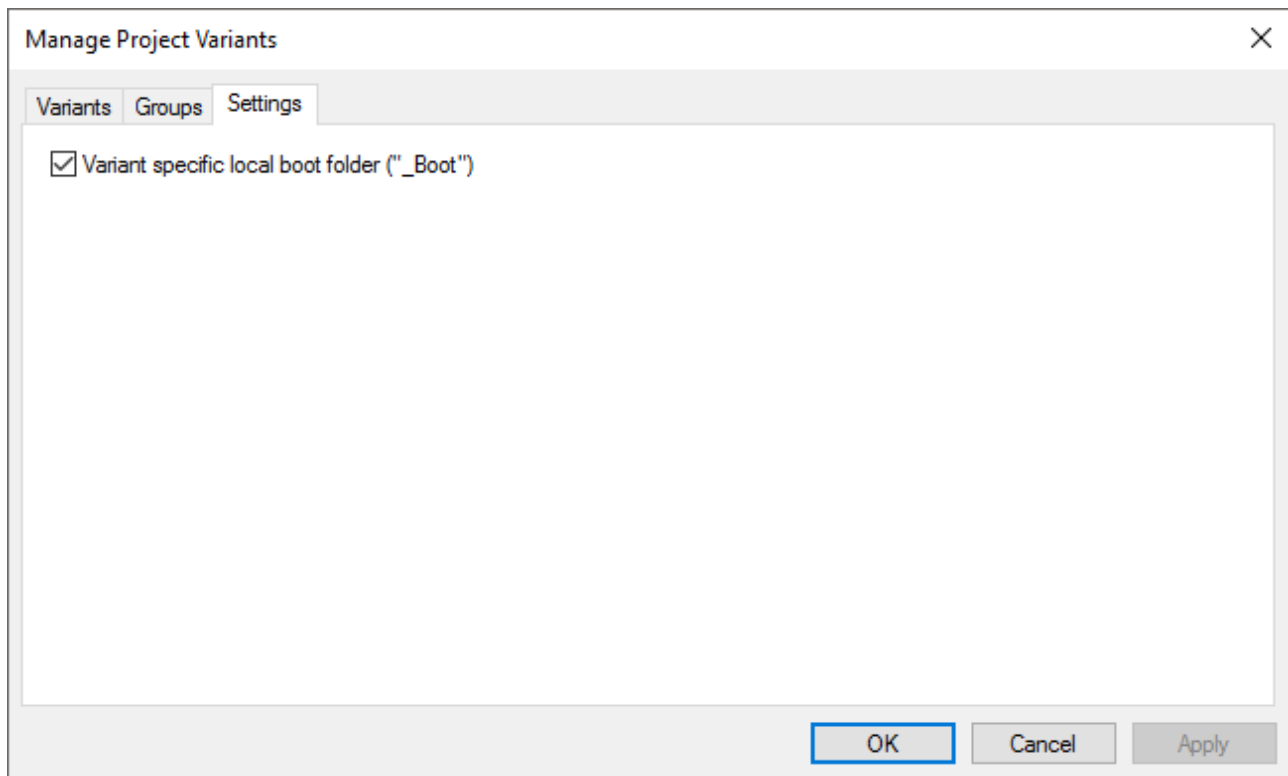 Manage Project Variants
Variants Groups Settings
Variant specific local boot folder ("_Boot")
OK Cancel Apply